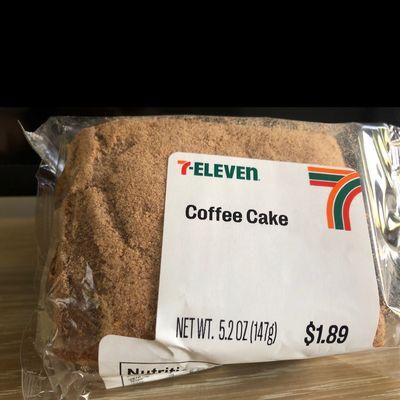 7-ELEVEN.
Coffee Cake
NET WT. 5.2 OZ (147g) $1.89